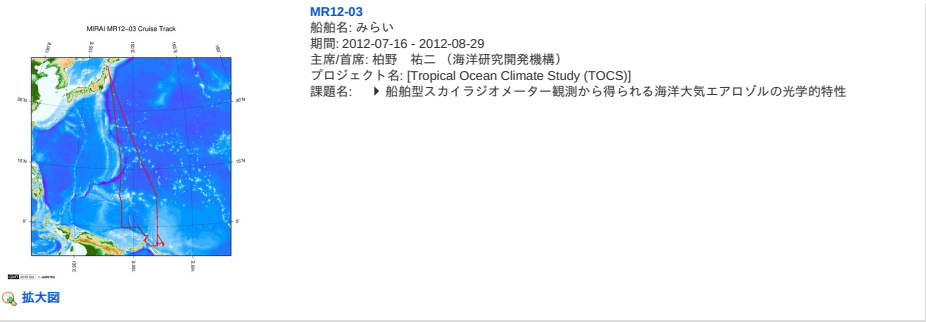 MR12-03
船舶名: みらい
期間: 2012-07-16 - 2012-08-29
主席/首席: 柏野　祐二 （海洋研究開発機構）
プロジェクト名: [Tropical Ocean Climate Study (TOCS)]
課題名: ▶ 船舶型スカイラジオメーター観測から得られる海洋大気エアロゾルの光学的特性
MIRAI MR12-03 Cruise Track
30°N
30°N
15°N
15°N
0°
0°
135°E
拡大図